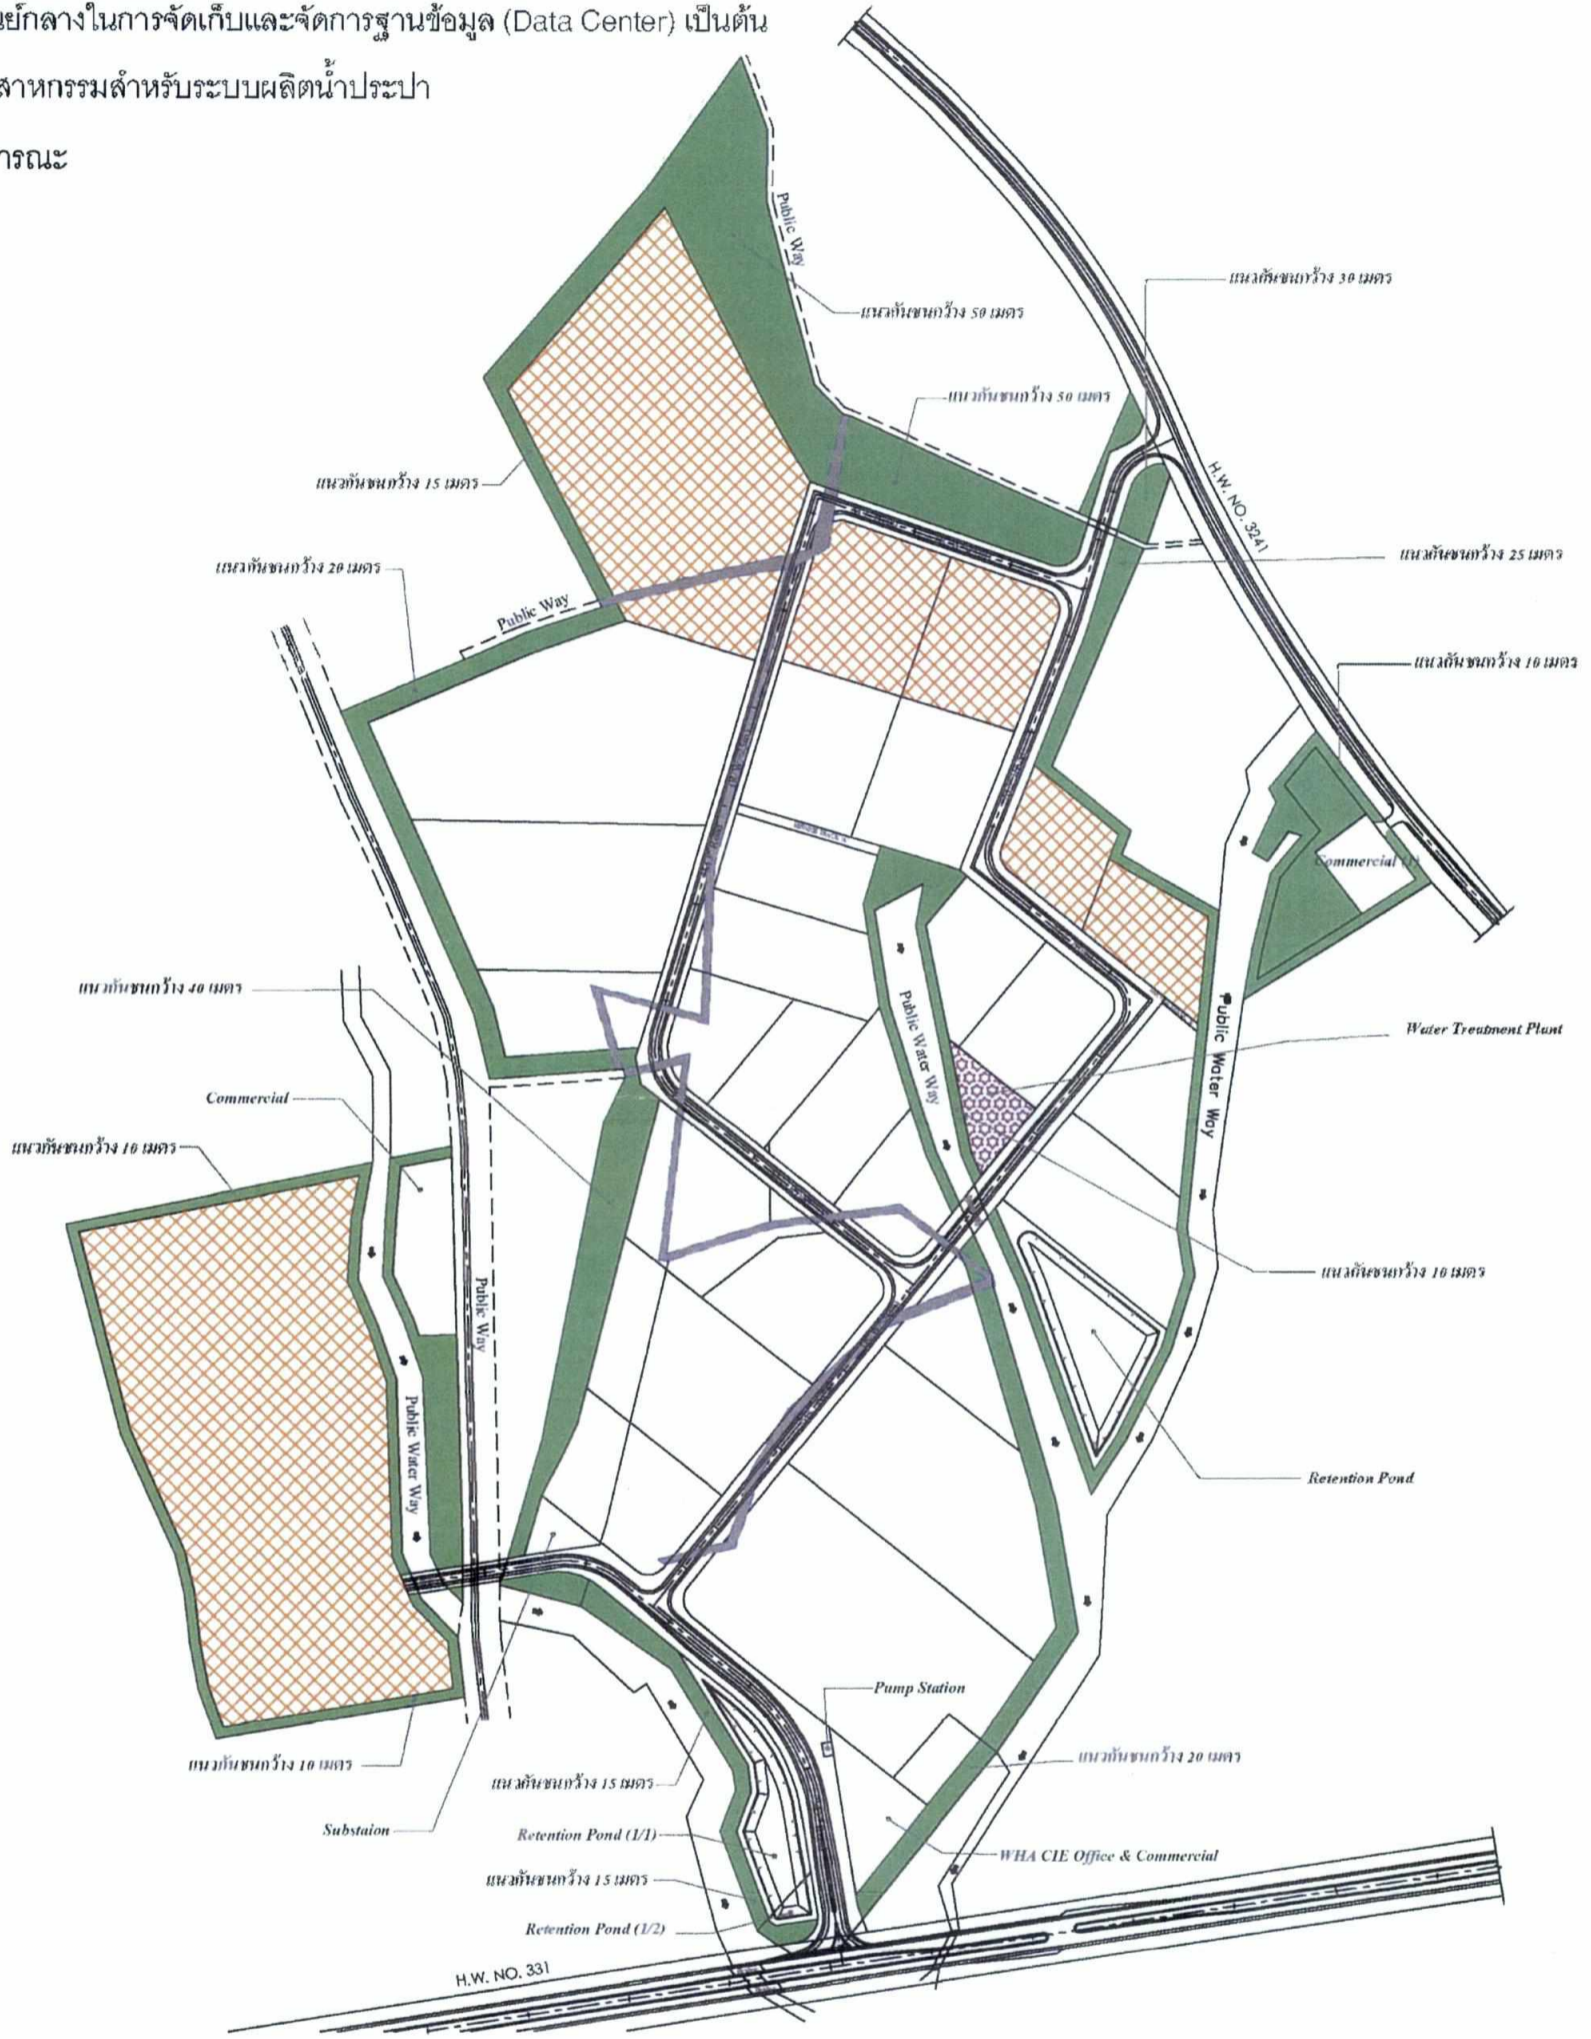 ย์กลางในการจัดเก็บและจัดการฐานข้อมูล (Data Center) เป็นต้น
สาหกรรมสำหรับระบบผลิตน้ำประปา
ารณะ
Public Way
แนวกันชนกว้าง 30 เมตร
แนวกันชนกว้าง 50 เมตร
แนวกันชนกว้าง 50 เมตร
แนวกันชนกว้าง 15 เมตร
H.W. NO. 3241
แนวกันชนกว้าง 25 เมตร
แนวกันชนกว้าง 20 เมตร
Public Way
แนวกันชนกว้าง 10 เมตร
Commercial (1)
แนวกันชนกว้าง 40 เมตร
Public Water Way
Public Water Way
Water Treatment Plant
Commercial
แนวกันชนกว้าง 10 เมตร
แนวกันชนกว้าง 10 เมตร
Public Way
Public Water Way
Retention Pond
Pump Station
แนวกันชนกว้าง 10 เมตร
แนวกันชนกว้าง 20 เมตร
แนวกันชนกว้าง 15 เมตร
Substaion
Retention Pond (1/1)
WHA CIE Office & Commercial
แนวกันชนกว้าง 15 เมตร
Retention Pond (1/2)
H.W. NO. 331